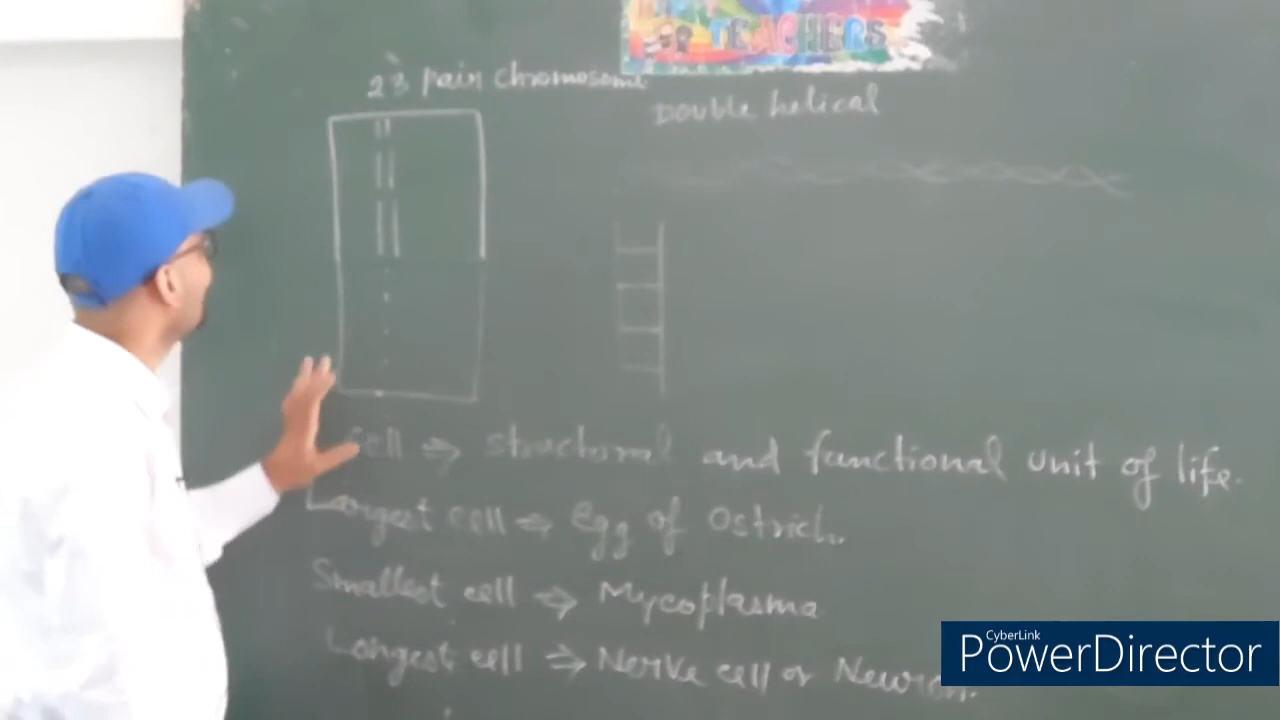 TEACHERS
23 pair chromosome
Double helical
Cell ⇒ structural and functional unit of life.
Largest cell ⇒ Egg of Ostrich.
Smallest cell ⇒ Mycoplasma
Longest cell ⇒ Nerve cell or Neuron.
CyberLink
PowerDirector